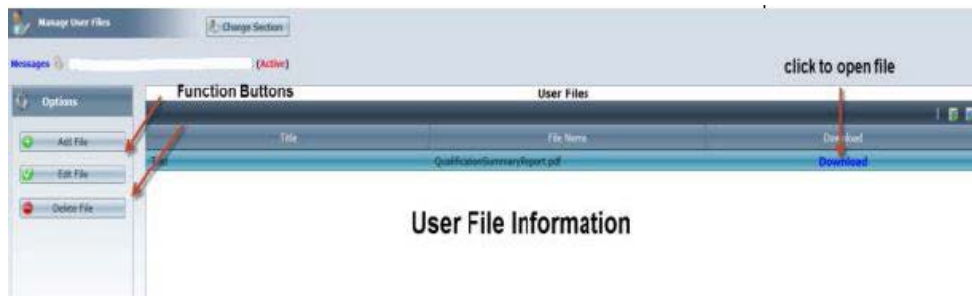 Manage User Files
Change Section
Messages
(Active)
click to open file
Function Buttons
User Files
Options
Title
File Name
Download
Add File
Test
QualificationSummaryReport.pdf
Download
Edit File
Delete File
User File Information